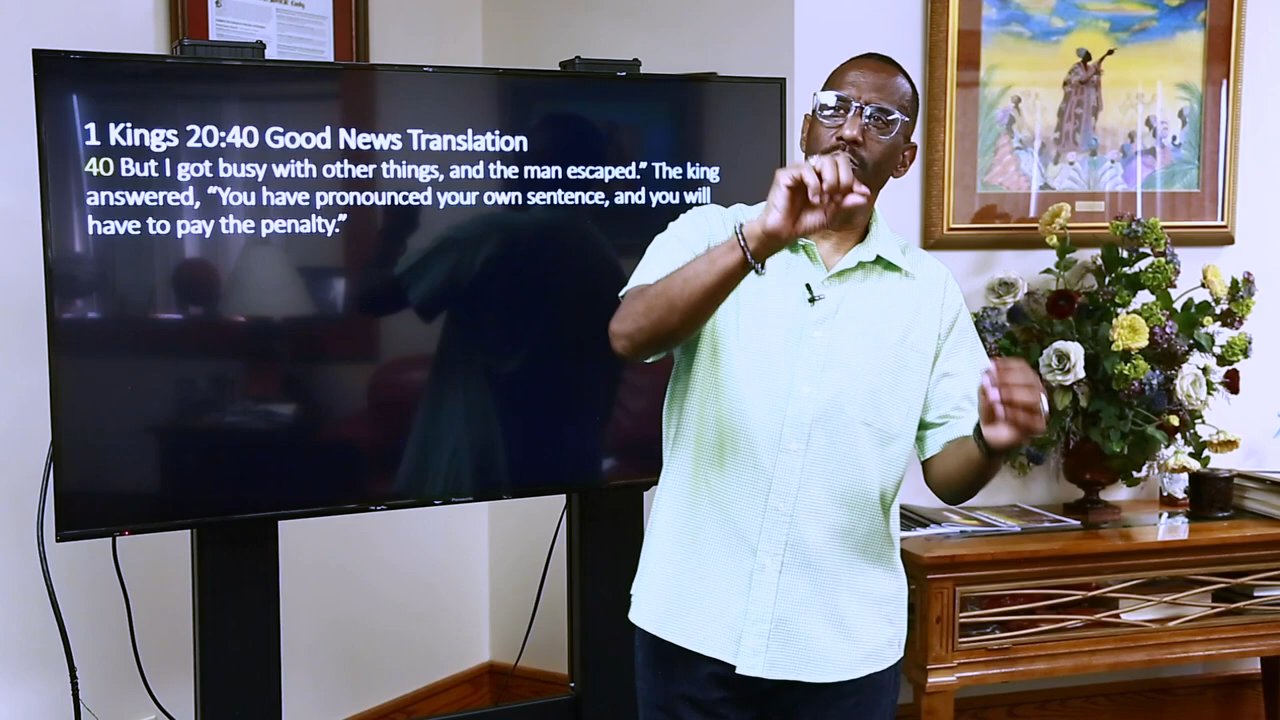 1 Kings 20:40 Good News Translation
40 But I got busy with other things, and the man escaped.” The king
answered, “You have pronounced your own sentence, and you will
have to pay the penalty.”
Panasonic